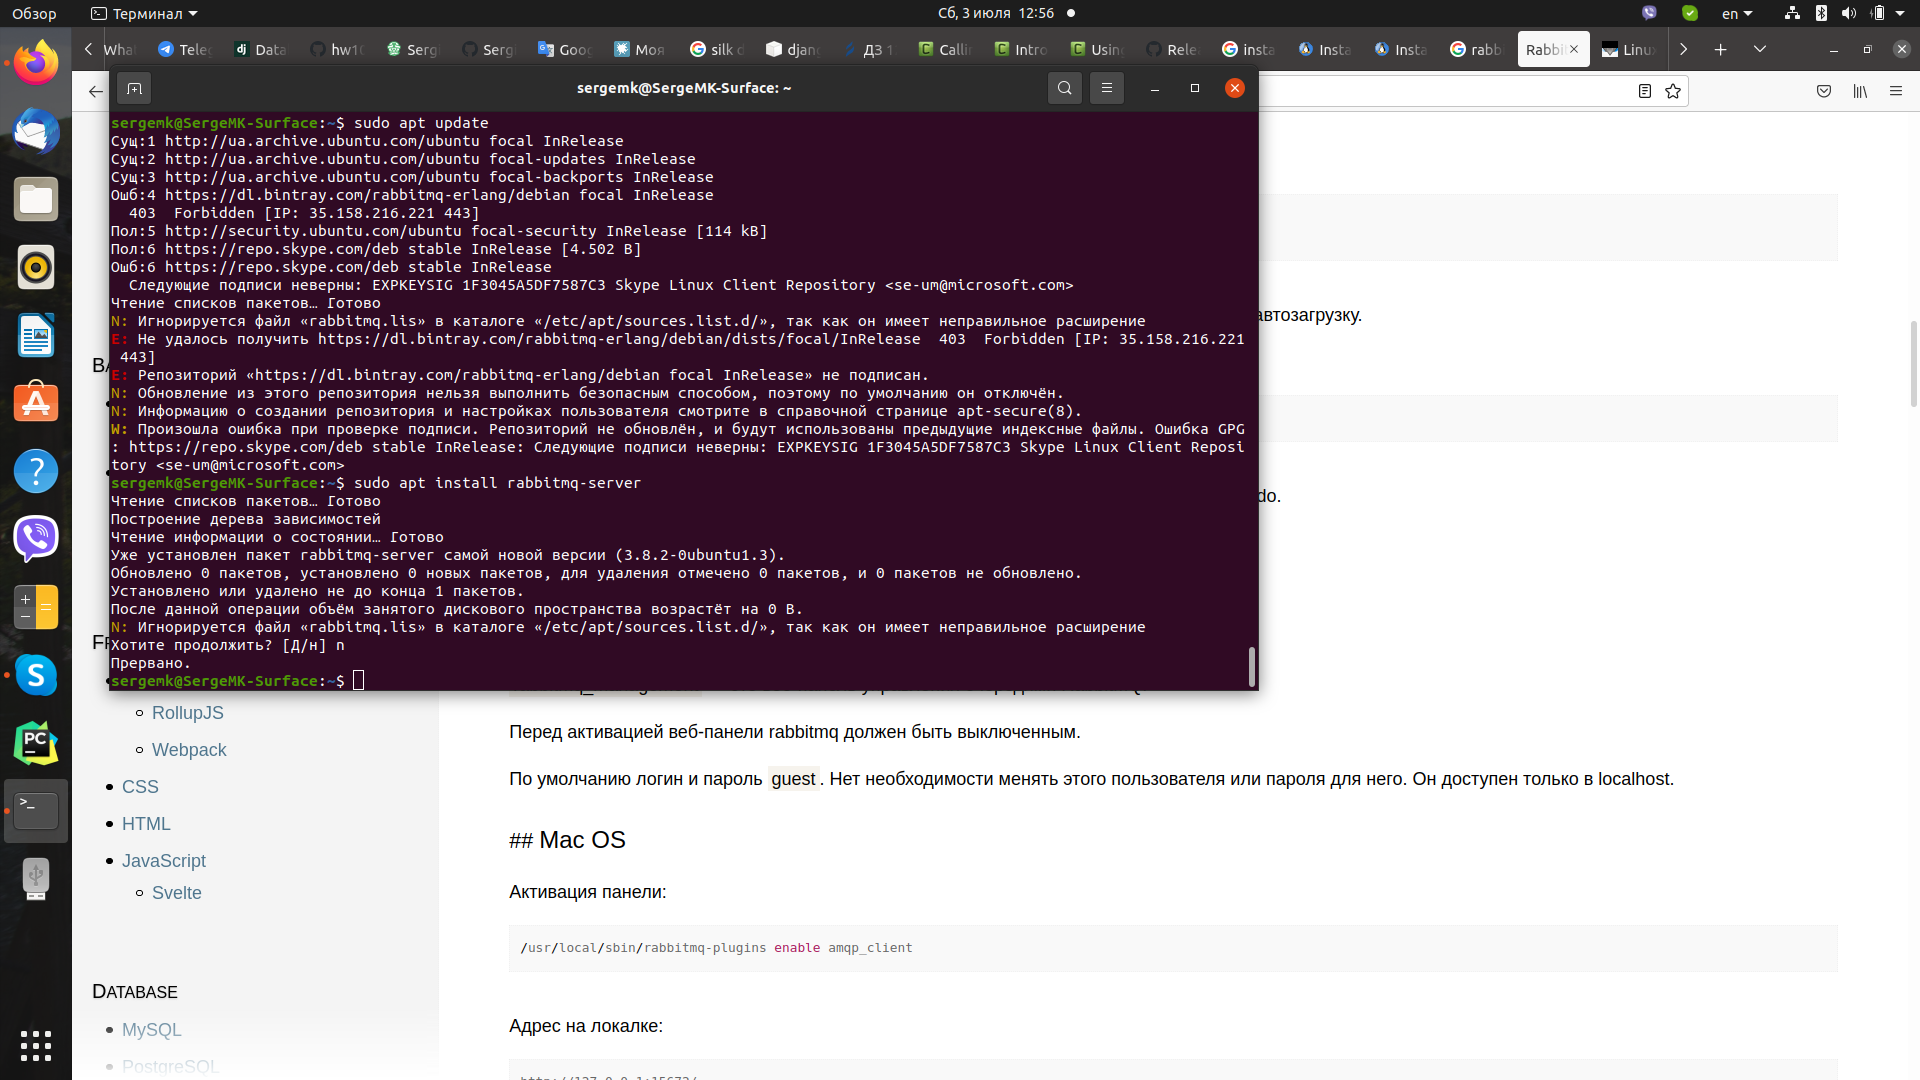 Обзор
Терминал
Сб, 3 июля 12:56
en
What
Teleg
Data
hw10
Sergi
Serg
Goog
Моя
silk d
djang
ДЗ 1
Callin
Intro
Using
Relea
insta
Insta
Insta
rabb
Rabbi
Linux
sergemk@SergeMK-Surface: ~
sergemk@SergeMK-Surface:~$ sudo apt update
Сущ:1 http://ua.archive.ubuntu.com/ubuntu focal InRelease
Сущ:2 http://ua.archive.ubuntu.com/ubuntu focal-updates InRelease
Сущ:3 http://ua.archive.ubuntu.com/ubuntu focal-backports InRelease
Ошб:4 https://dl.bintray.com/rabbitmq-erlang/debian focal InRelease
403  Forbidden [IP: 35.158.216.221 443]
Пол:5 http://security.ubuntu.com/ubuntu focal-security InRelease [114 kB]
Пол:6 https://repo.skype.com/deb stable InRelease [4.502 B]
Ошб:6 https://repo.skype.com/deb stable InRelease
Следующие подписи неверны: EXPKEYSIG 1F3045A5DF7587C3 Skype Linux Client Repository <se-um@microsoft.com>
Чтение списков пакетов… Готово
N: Игнорируется файл «rabbitmq.lis» в каталоге «/etc/apt/sources.list.d/», так как он имеет неправильное расширение
E: Не удалось получить https://dl.bintray.com/rabbitmq-erlang/debian/dists/focal/InRelease  403  Forbidden [IP: 35.158.216.221
443]
E: Репозиторий «https://dl.bintray.com/rabbitmq-erlang/debian focal InRelease» не подписан.
N: Обновление из этого репозитория нельзя выполнить безопасным способом, поэтому по умолчанию он отключён.
N: Информацию о создании репозитория и настройках пользователя смотрите в справочной странице apt-secure(8).
W: Произошла ошибка при проверке подписи. Репозиторий не обновлён, и будут использованы предыдущие индексные файлы. Ошибка GPG
: https://repo.skype.com/deb stable InRelease: Следующие подписи неверны: EXPKEYSIG 1F3045A5DF7587C3 Skype Linux Client Reposi
tory <se-um@microsoft.com>
sergemk@SergeMK-Surface:~$ sudo apt install rabbitmq-server
Чтение списков пакетов… Готово
Построение дерева зависимостей
Чтение информации о состоянии… Готово
Уже установлен пакет rabbitmq-server самой новой версии (3.8.2-0ubuntu1.3).
Обновлено 0 пакетов, установлено 0 новых пакетов, для удаления отмечено 0 пакетов, и 0 пакетов не обновлено.
Установлено или удалено не до конца 1 пакетов.
После данной операции объём занятого дискового пространства возрастёт на 0 B.
N: Игнорируется файл «rabbitmq.lis» в каталоге «/etc/apt/sources.list.d/», так как он имеет неправильное расширение
Хотите продолжить? [Д/н] n
Прервано.
sergemk@SergeMK-Surface:~$
автозагрузку.
do.
RollupJS
Webpack
CSS
HTML
JavaScript
Svelte
DATABASE
MySQL
PostgreSQL
Перед активацией веб-панели rabbitmq должен быть выключенным.
По умолчанию логин и пароль guest. Нет необходимости менять этого пользователя или пароля для него. Он доступен только в localhost.
## Mac OS
Активация панели:
/usr/local/sbin/rabbitmq-plugins enable amqp_client
Адрес на локалке:
http://127.0.0.1:15672/